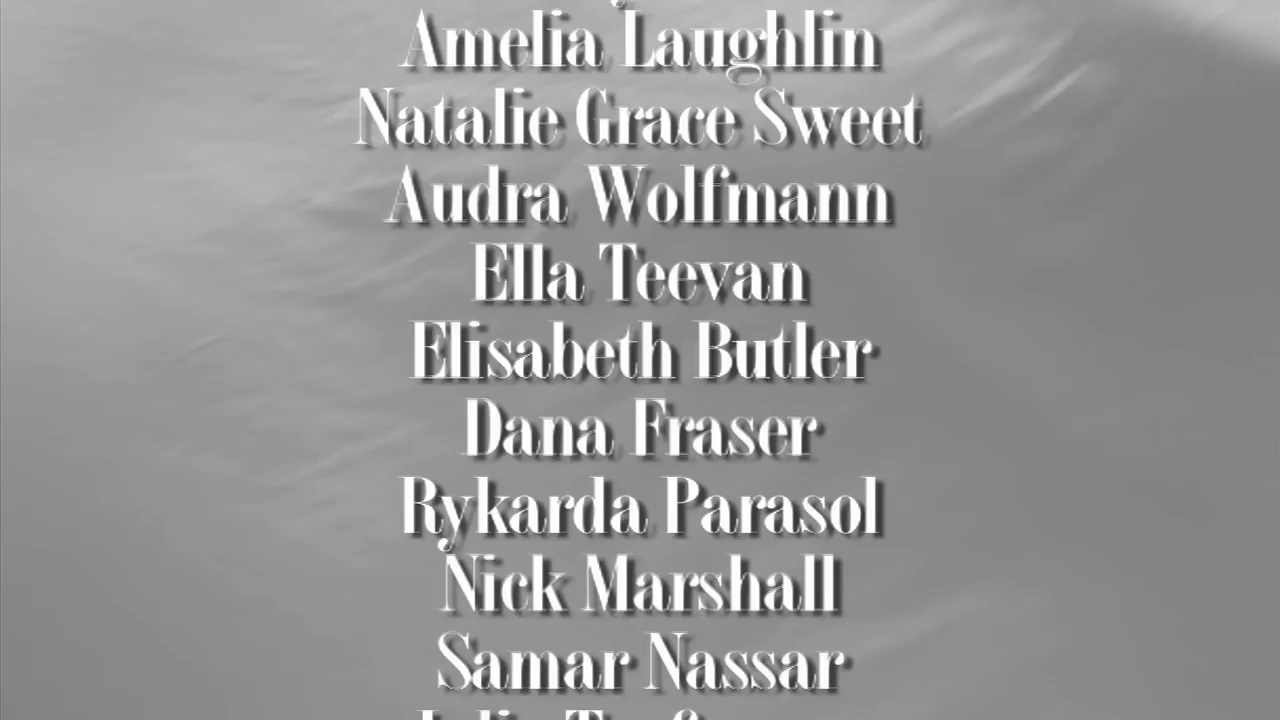 Amelia Laughlin
Natalie Grace Sweet
Audra Wolfmann
Ella Teevan
Elisabeth Butler
Dana Fraser
Rykarda Parasol
Nick Marshall
Samar Nassar